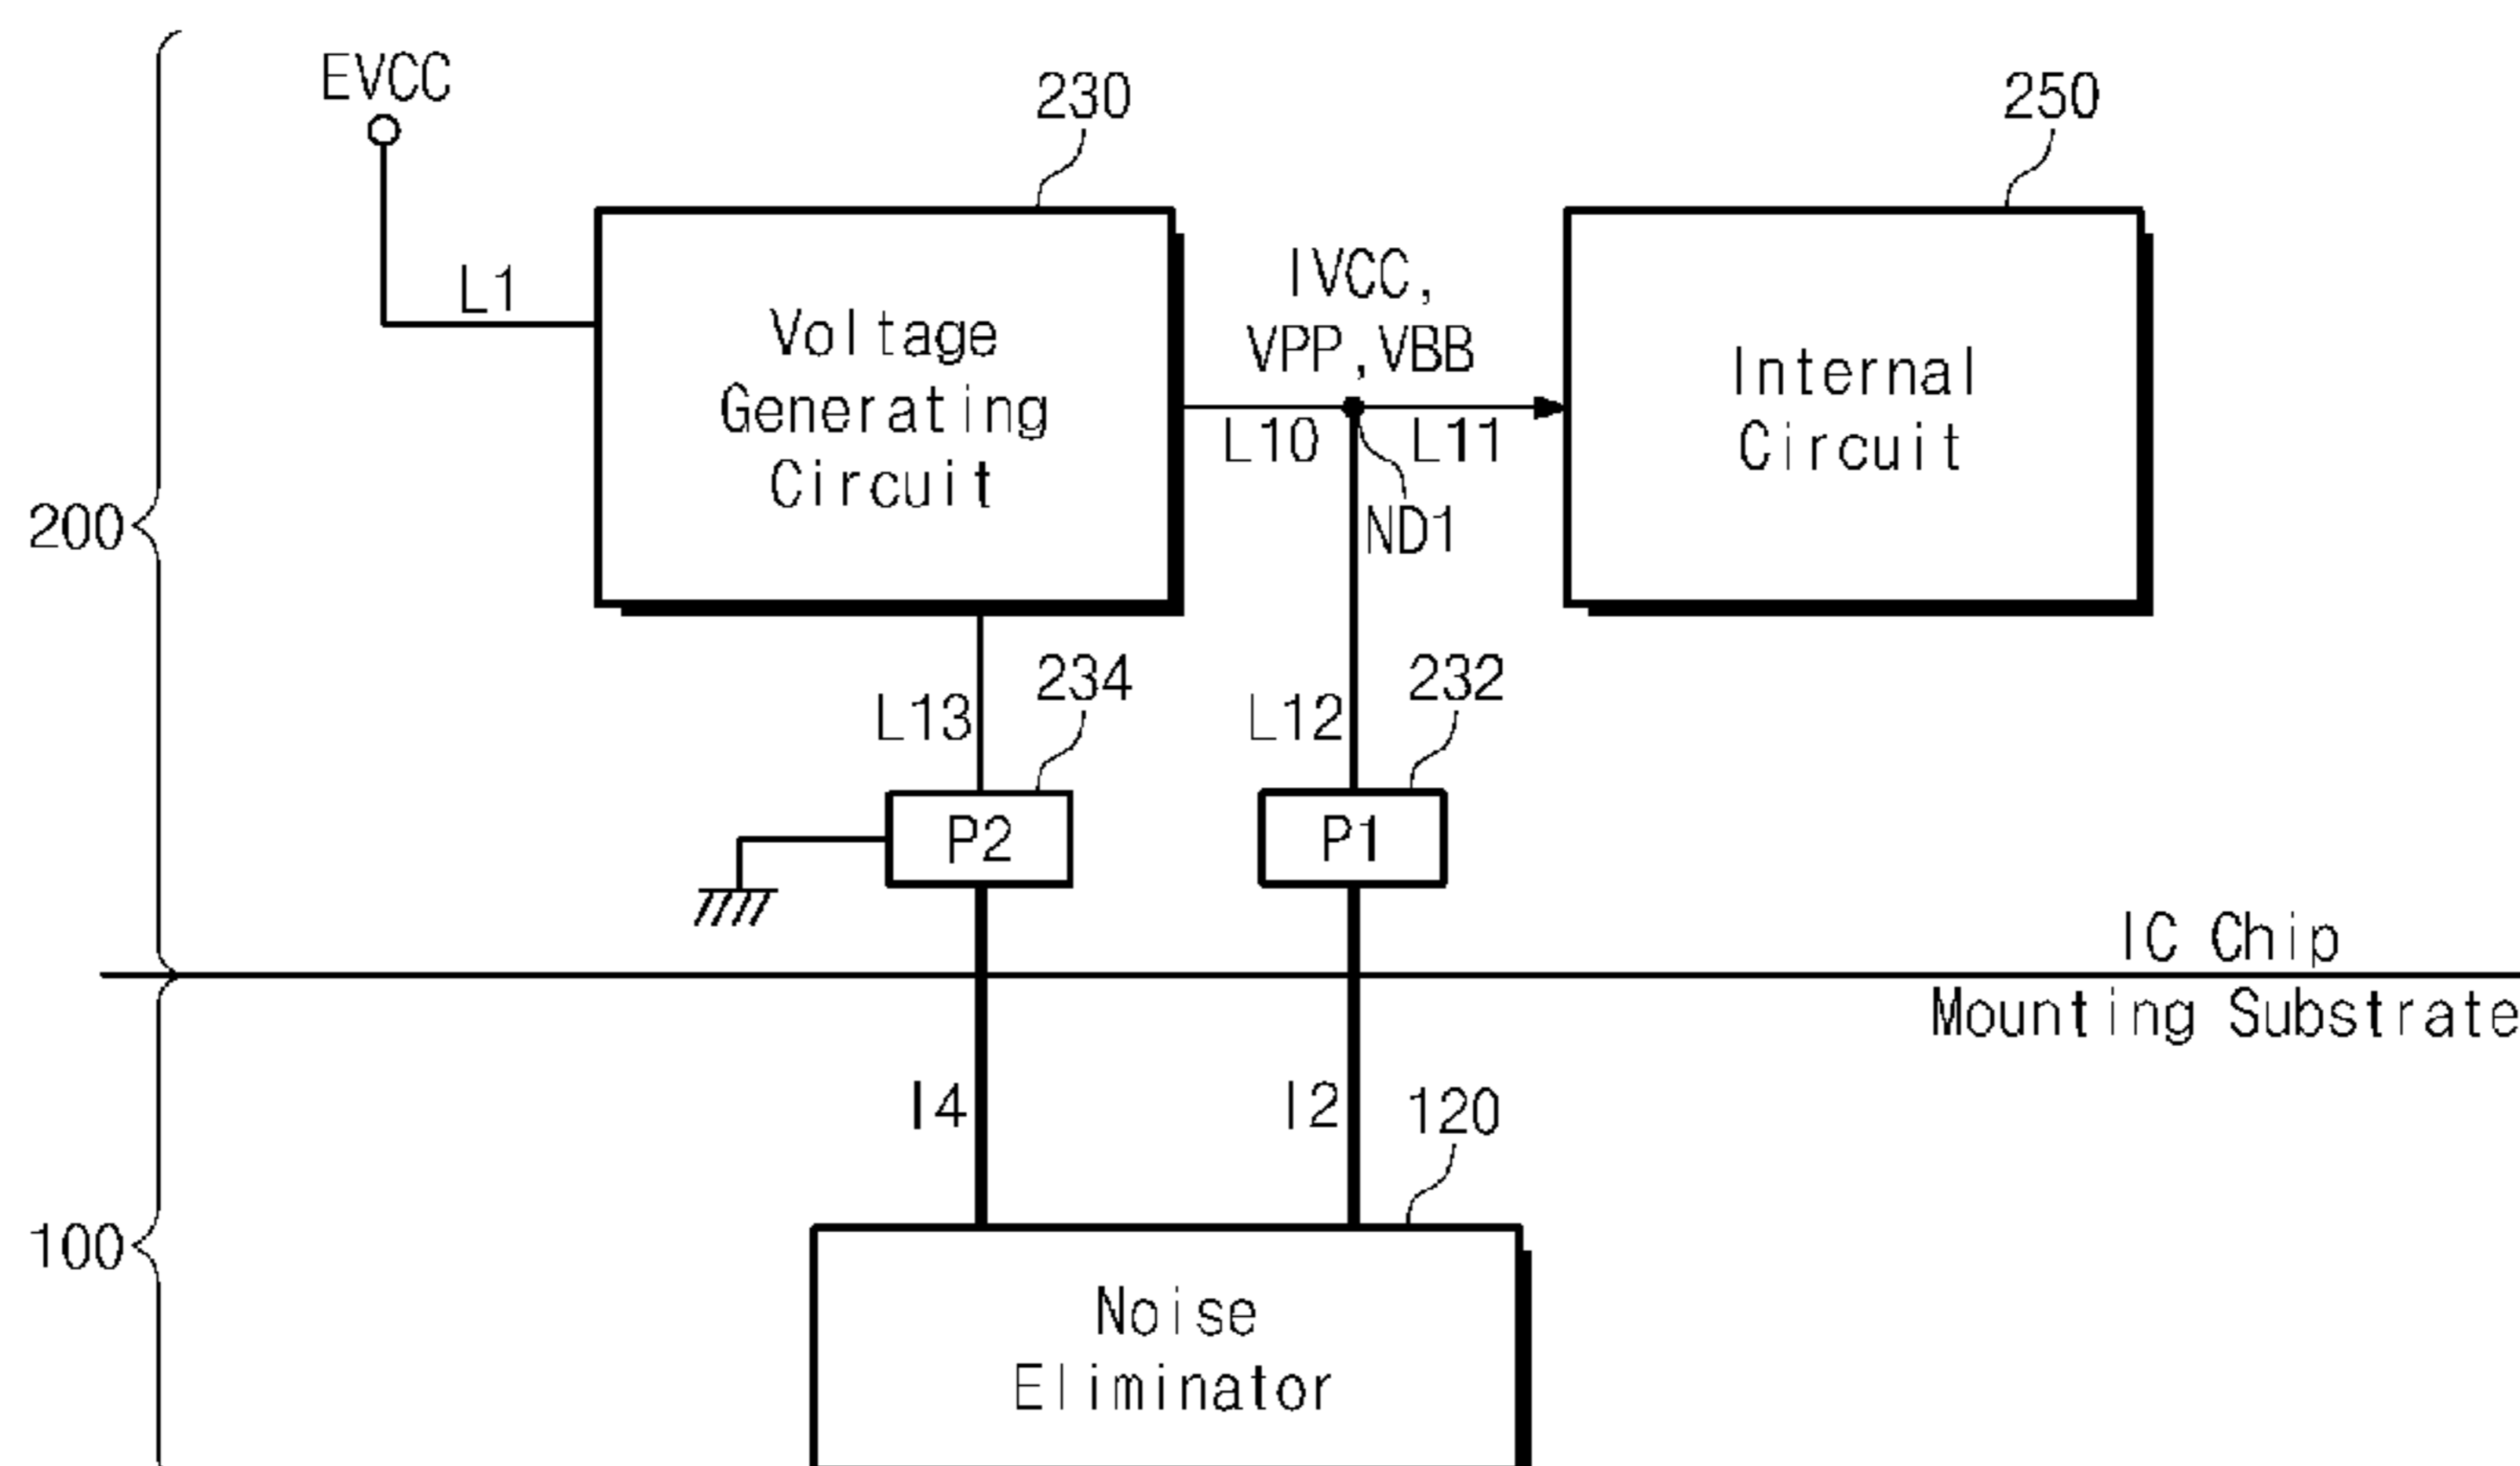 EVCC
230
250
L1
IVCC,
VPP,VBB
Voltage
Generating
Circuit
Internal
Circuit
L10
L11
ND1
200
L13
234
L12
232
P2
P1
IC Chip
Mounting Substrate
I4
I2
120
100
Noise
Eliminator